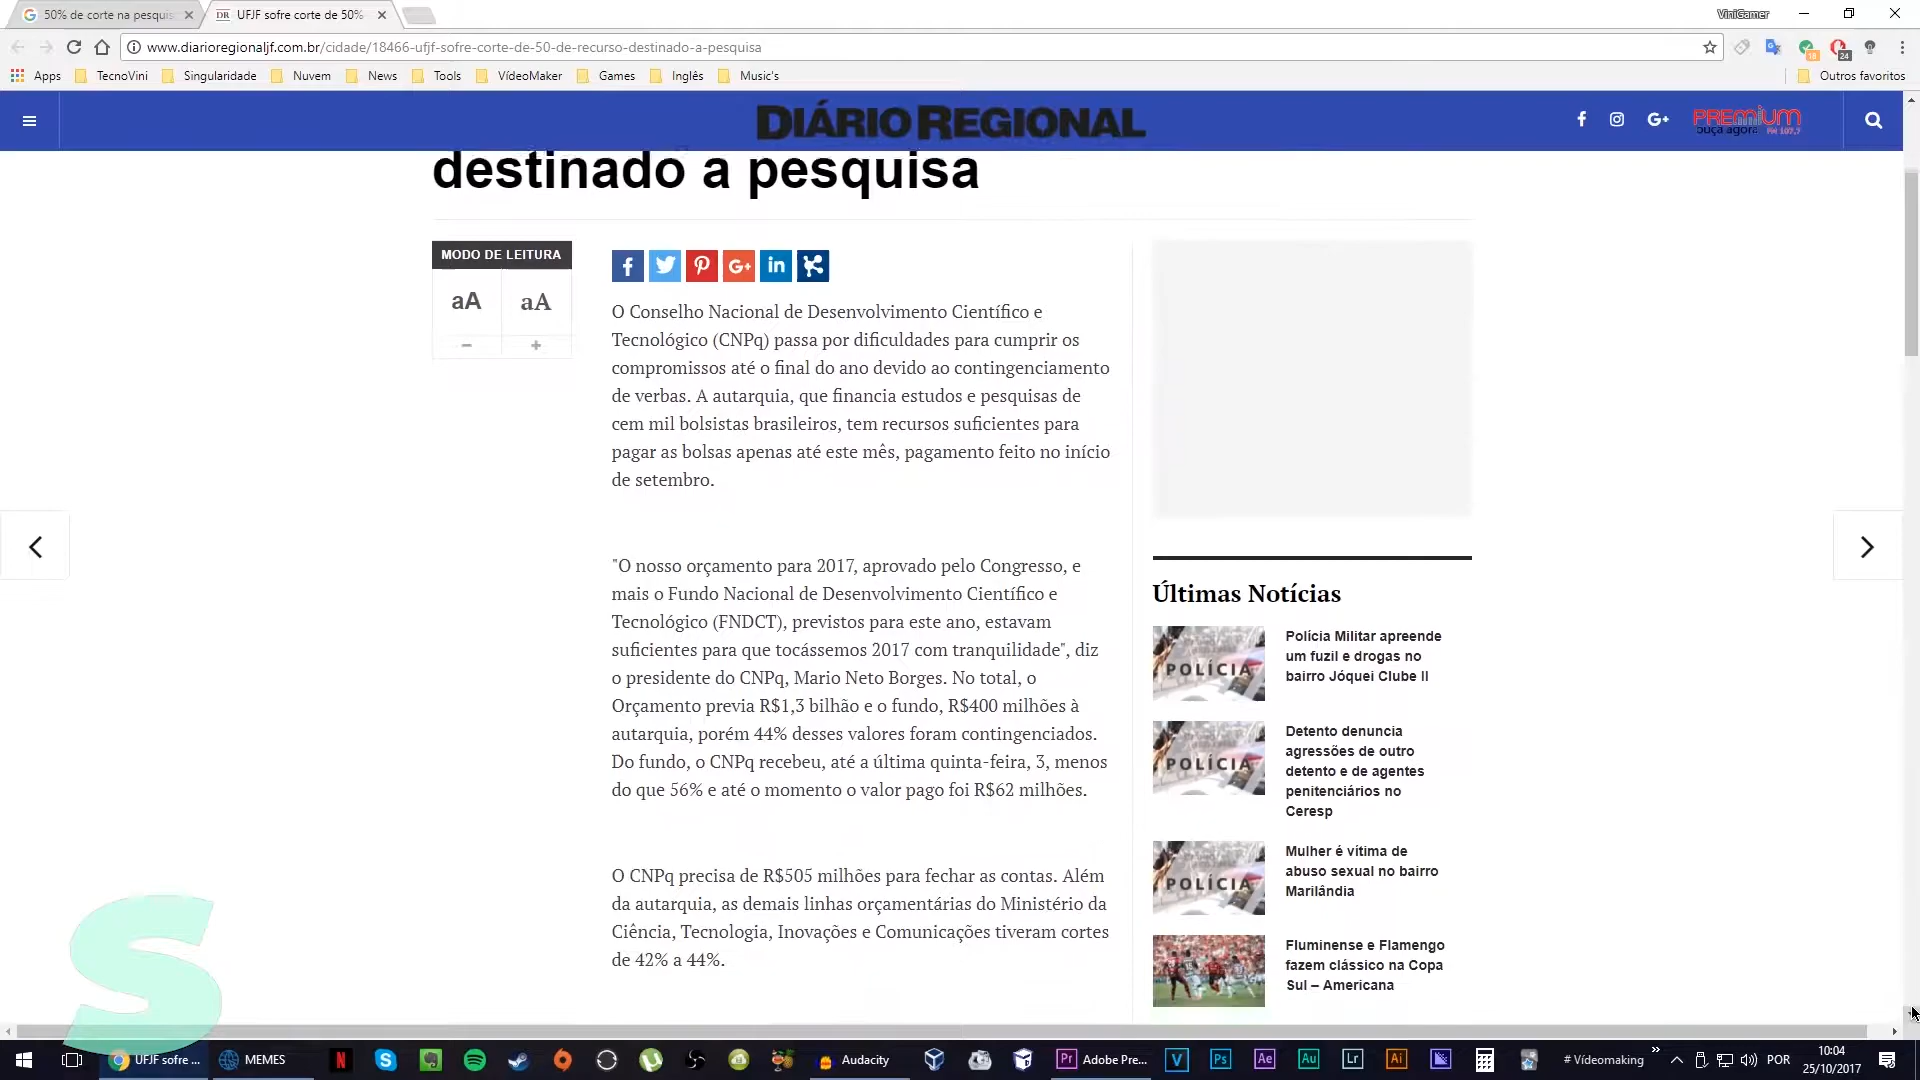 50% de corte na pesquis
UFJF sofre corte de 50%
ViniGamer
www.diarioregionaljf.com.br/cidade/18466-ufjf-sofre-corte-de-50-de-recurso-destinado-a-pesquisa
Apps TecnoVini Singularidade Nuvem News Tools VídeoMaker Games Inglês Music's Outros favoritos
DIÁRIO REGIONAL
PREMIUM
ouça agora FM 107,7
destinado a pesquisa
MODO DE LEITURA
aA aA
O Conselho Nacional de Desenvolvimento Científico e
Tecnológico (CNPq) passa por dificuldades para cumprir os
compromissos até o final do ano devido ao contingenciamento
de verbas. A autarquia, que financia estudos e pesquisas de
cem mil bolsistas brasileiros, tem recursos suficientes para
pagar as bolsas apenas até este mês, pagamento feito no início
de setembro.
"O nosso orçamento para 2017, aprovado pelo Congresso, e
mais o Fundo Nacional de Desenvolvimento Científico e
Tecnológico (FNDCT), previstos para este ano, estavam
suficientes para que tocássemos 2017 com tranquilidade", diz
o presidente do CNPq, Mario Neto Borges. No total, o
Orçamento previa R$1,3 bilhão e o fundo, R$400 milhões à
autarquia, porém 44% desses valores foram contingenciados.
Do fundo, o CNPq recebeu, até a última quinta-feira, 3, menos
do que 56% e até o momento o valor pago foi R$62 milhões.
O CNPq precisa de R$505 milhões para fechar as contas. Além
da autarquia, as demais linhas orçamentárias do Ministério da
Ciência, Tecnologia, Inovações e Comunicações tiveram cortes
de 42% a 44%.
Últimas Notícias
POLÍCIA
Polícia Militar apreende
um fuzil e drogas no
bairro Jóquei Clube II
POLÍCIA
Detento denuncia
agressões de outro
detento e de agentes
penitenciários no
Ceresp
POLÍCIA
Mulher é vítima de
abuso sexual no bairro
Marilândia
Fluminense e Flamengo
fazem clássico na Copa
Sul – Americana
S
UFJF sofre ... MEMES Audacity Adobe Pre... # Vídeomaking POR
10:04
25/10/2017